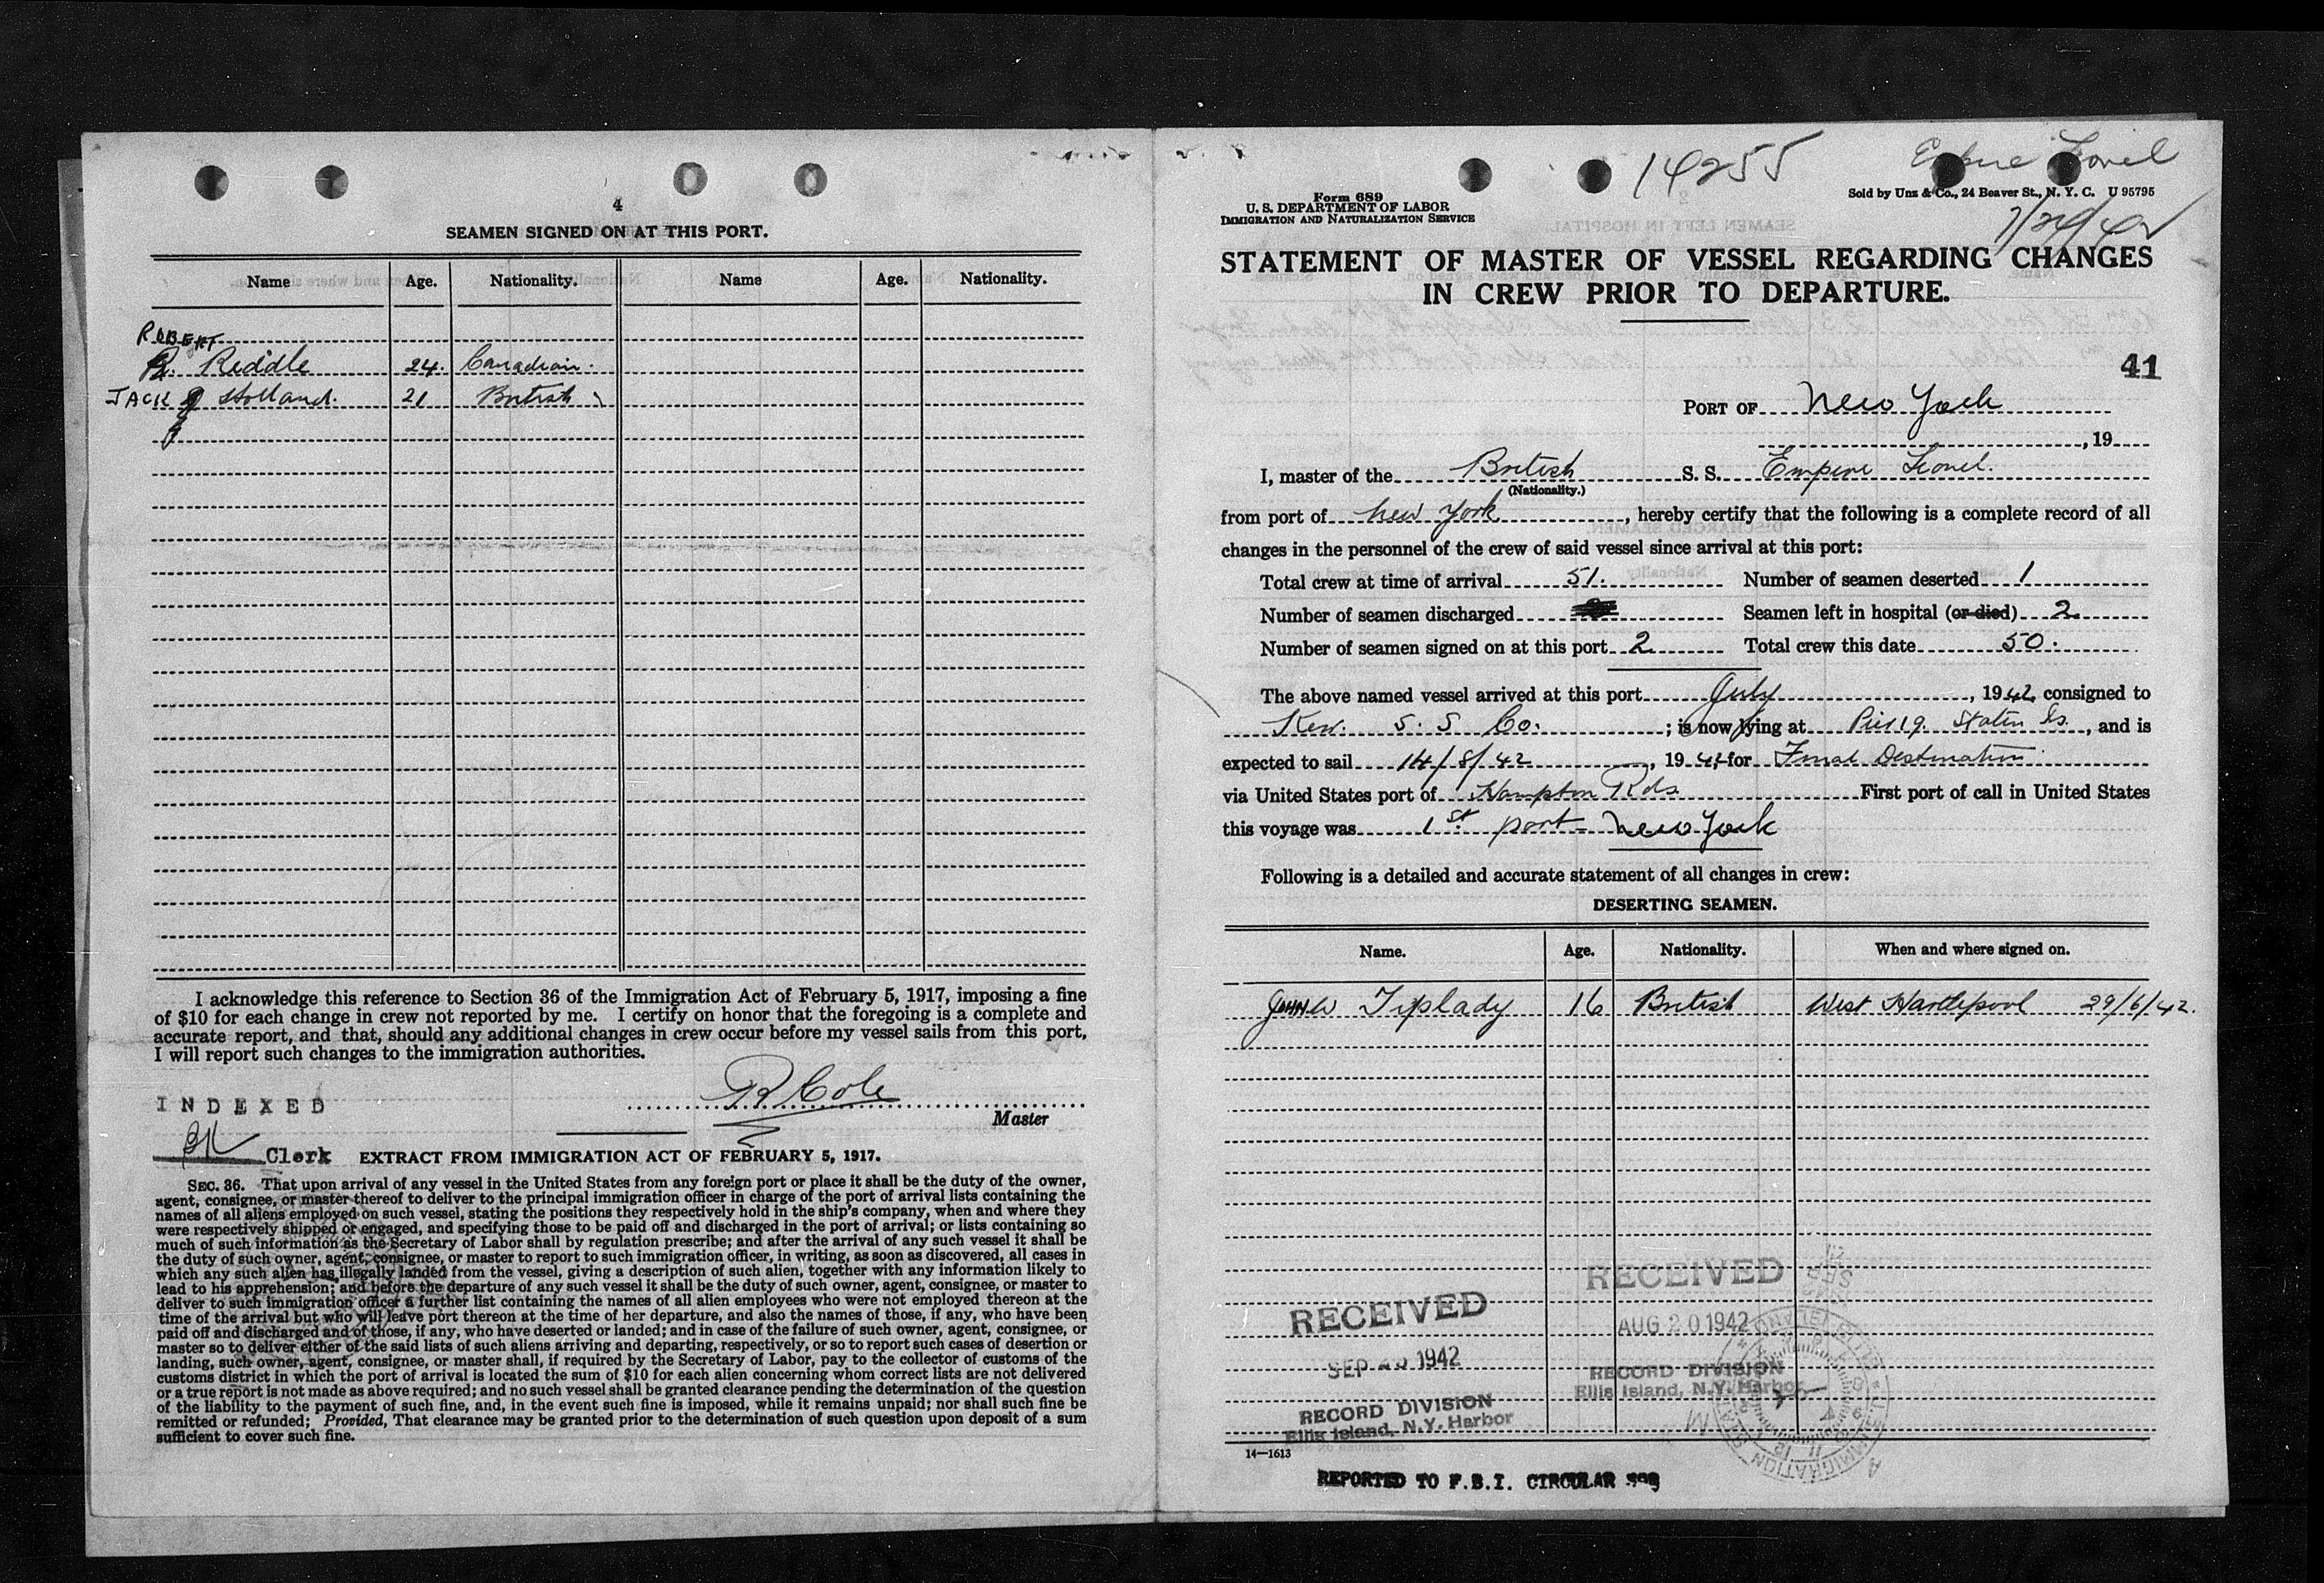 4
SEAMEN SIGNED ON AT THIS PORT.
Name Age. Nationality. Name Age. Nationality.
ROBERT
R. Riddle 24. Canadian.
JACK J Holland. 21 British
I acknowledge this reference to Section 36 of the Immigration Act of February 5, 1917, imposing a fine
of $10 for each change in crew not reported by me. I certify on honor that the foregoing is a complete and
accurate report, and that, should any additional changes in crew occur before my vessel sails from this port,
I will report such changes to the immigration authorities.
R Cole
Master
INDEXED
Clerk
EXTRACT FROM IMMIGRATION ACT OF FEBRUARY 5, 1917.
SEC. 36. That upon arrival of any vessel in the United States from any foreign port or place it shall be the duty of the owner,
agent, consignee, or master thereof to deliver to the principal immigration officer in charge of the port of arrival lists containing the
names of all aliens employed on such vessel, stating the positions they respectively hold in the ship's company, when and where they
were respectively shipped or engaged, and specifying those to be paid off and discharged in the port of arrival; or lists containing so
much of such information as the Secretary of Labor shall by regulation prescribe; and after the arrival of any such vessel it shall be
the duty of such owner, agent, consignee, or master to report to such immigration officer, in writing, as soon as discovered, all cases in
which any such alien has illegally landed from the vessel, giving a description of such alien, together with any information likely to
lead to his apprehension; and before the departure of any such vessel it shall be the duty of such owner, agent, consignee, or master to
deliver to such immigration officer a further list containing the names of all alien employees who were not employed thereon at the
time of the arrival but who will leave port thereon at the time of her departure, and also the names of those, if any, who have been
paid off and discharged and of those, if any, who have deserted or landed; and in case of the failure of such owner, agent, consignee, or
master so to deliver either of the said lists of such aliens arriving and departing, respectively, or so to report such cases of desertion or
landing, such owner, agent, consignee, or master shall, if required by the Secretary of Labor, pay to the collector of customs of the
customs district in which the port of arrival is located the sum of $10 for each alien concerning whom correct lists are not delivered
or a true report is not made as above required; and no such vessel shall be granted clearance pending the determination of the question
of the liability to the payment of such fine, and, in the event such fine is imposed, while it remains unpaid; nor shall such fine be
remitted or refunded; Provided, That clearance may be granted prior to the determination of such question upon deposit of a sum
sufficient to cover such fine.
14255
Form 689
U. S. DEPARTMENT OF LABOR
IMMIGRATION AND NATURALIZATION SERVICE
Sold by Unz & Co., 24 Beaver St., N. Y. C. U 95795
STATEMENT OF MASTER OF VESSEL REGARDING CHANGES
IN CREW PRIOR TO DEPARTURE.
41
PORT OF New York
, 19
I, master of the British S. S. Empire Lionel.
(Nationality.)
from port of New York, hereby certify that the following is a complete record of all
changes in the personnel of the crew of said vessel since arrival at this port:
Total crew at time of arrival 51. Number of seamen deserted 1
Number of seamen discharged Seamen left in hospital (or died) 2
Number of seamen signed on at this port 2 Total crew this date 50.
The above named vessel arrived at this port July, 1942, consigned to
Kerr. S. S Co. ; is now lying at Pier 19. Staten Is., and is
expected to sail 14/8/42, 1942 for Final Destination
via United States port of Hampton Rds First port of call in United States
this voyage was 1st port - New York
Following is a detailed and accurate statement of all changes in crew:
DESERTING SEAMEN.
Name. Age. Nationality. When and where signed on.
JOHN W Tiplady 16 British West Hartlepool 29/6/42.
RECEIVED
AUG 20 1942
RECORD DIVISION
Ellis Island, N.Y. Harbor
RECEIVED
SEP 1942
RECORD DIVISION
Ellis Island, N.Y. Harbor
14—1613
REPORTED TO F.B.I. CIRCULAR